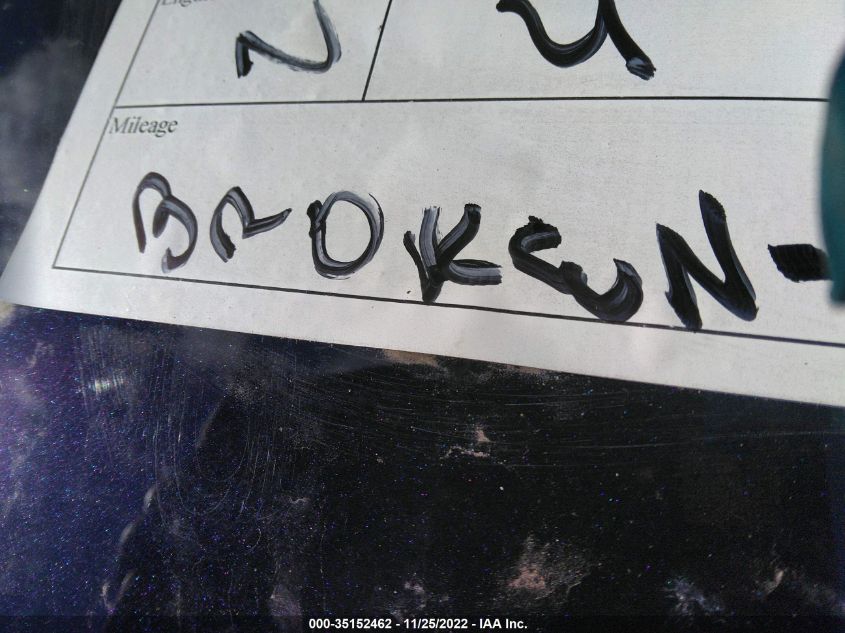 N
Mileage
BROKEN-
000-35152462 - 11/25/2022 - IAA Inc.